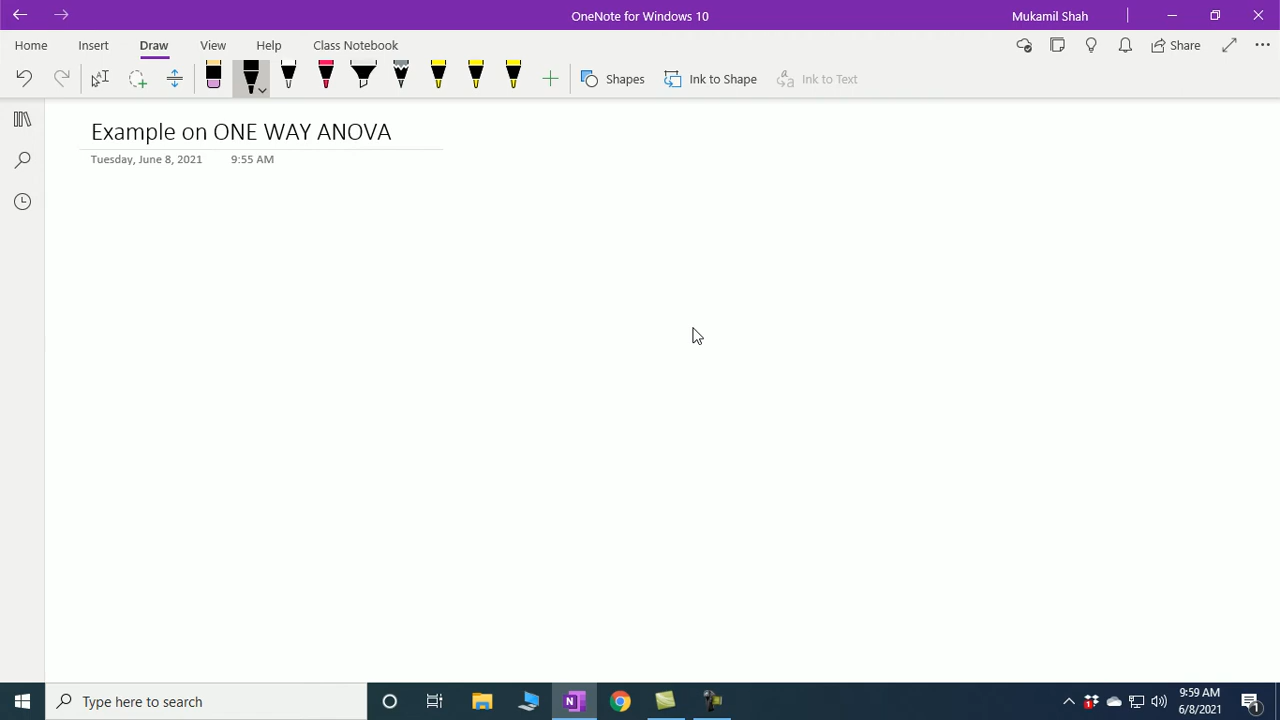 OneNote for Windows 10
Mukamil Shah
Home Insert Draw View Help Class Notebook
Share
Shapes Ink to Shape Ink to Text
Example on ONE WAY ANOVA
Tuesday, June 8, 2021 9:55 AM
Type here to search
9:59 AM
6/8/2021